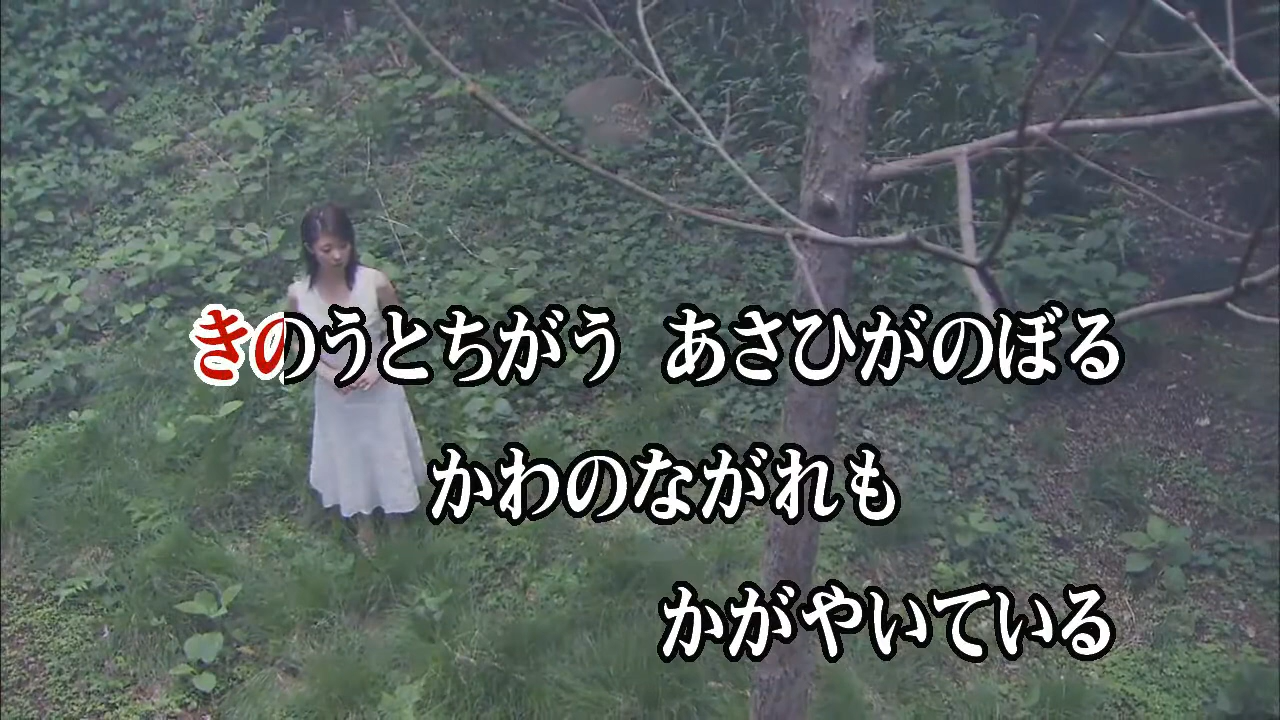 きのうとちがう あさひがのぼる
かわのながれも
かがやいている